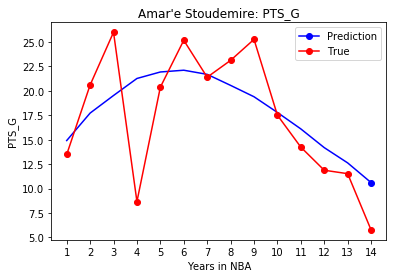 Amar'e Stoudemire: PTS_G
Prediction
True
25.0
22.5
20.0
17.5
15.0
12.5
10.0
7.5
5.0
PTS_G
1 2 3 4 5 6 7 8 9 10 11 12 13 14
Years in NBA